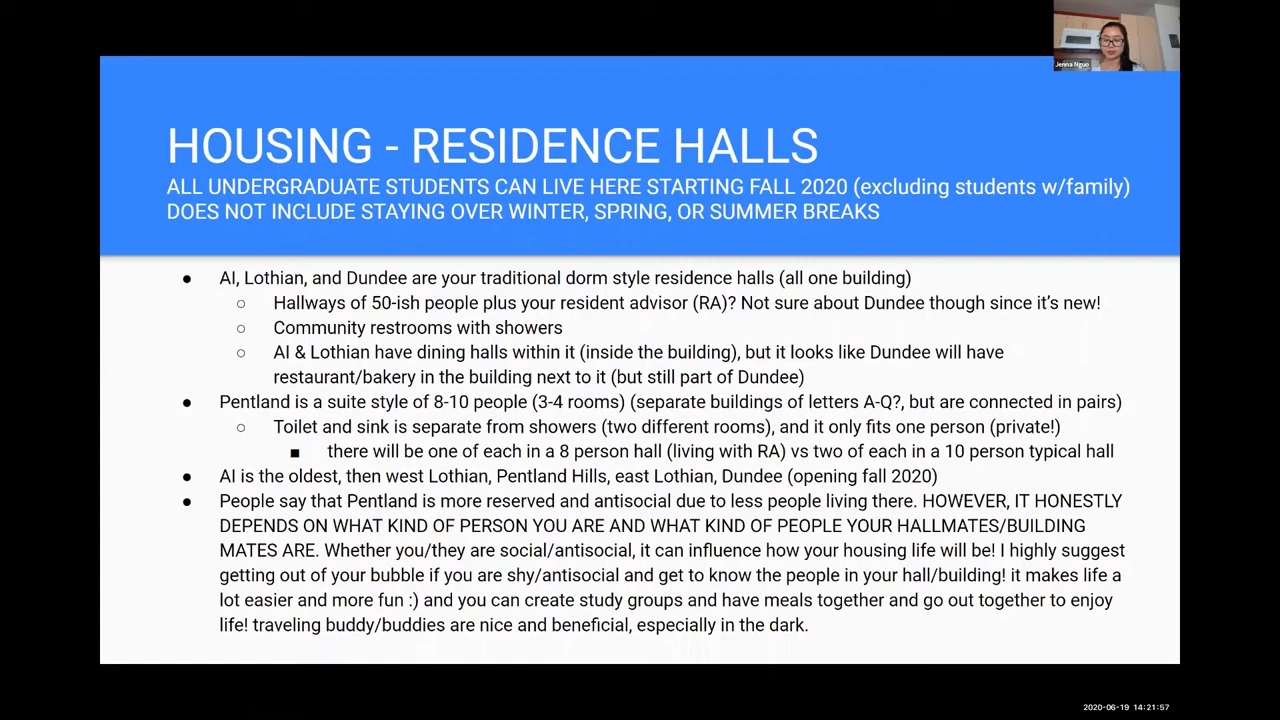 Jenna Nguo
HOUSING - RESIDENCE HALLS
ALL UNDERGRADUATE STUDENTS CAN LIVE HERE STARTING FALL 2020 (excluding students w/family)
DOES NOT INCLUDE STAYING OVER WINTER, SPRING, OR SUMMER BREAKS
● AI, Lothian, and Dundee are your traditional dorm style residence halls (all one building)
○ Hallways of 50-ish people plus your resident advisor (RA)? Not sure about Dundee though since it's new!
○ Community restrooms with showers
○ AI & Lothian have dining halls within it (inside the building), but it looks like Dundee will have
restaurant/bakery in the building next to it (but still part of Dundee)
● Pentland is a suite style of 8-10 people (3-4 rooms) (separate buildings of letters A-Q?, but are connected in pairs)
○ Toilet and sink is separate from showers (two different rooms), and it only fits one person (private!)
■ there will be one of each in a 8 person hall (living with RA) vs two of each in a 10 person typical hall
● AI is the oldest, then west Lothian, Pentland Hills, east Lothian, Dundee (opening fall 2020)
● People say that Pentland is more reserved and antisocial due to less people living there. HOWEVER, IT HONESTLY
DEPENDS ON WHAT KIND OF PERSON YOU ARE AND WHAT KIND OF PEOPLE YOUR HALLMATES/BUILDING
MATES ARE. Whether you/they are social/antisocial, it can influence how your housing life will be! I highly suggest
getting out of your bubble if you are shy/antisocial and get to know the people in your hall/building! it makes life a
lot easier and more fun :) and you can create study groups and have meals together and go out together to enjoy
life! traveling buddy/buddies are nice and beneficial, especially in the dark.
2020-06-19 14:21:57